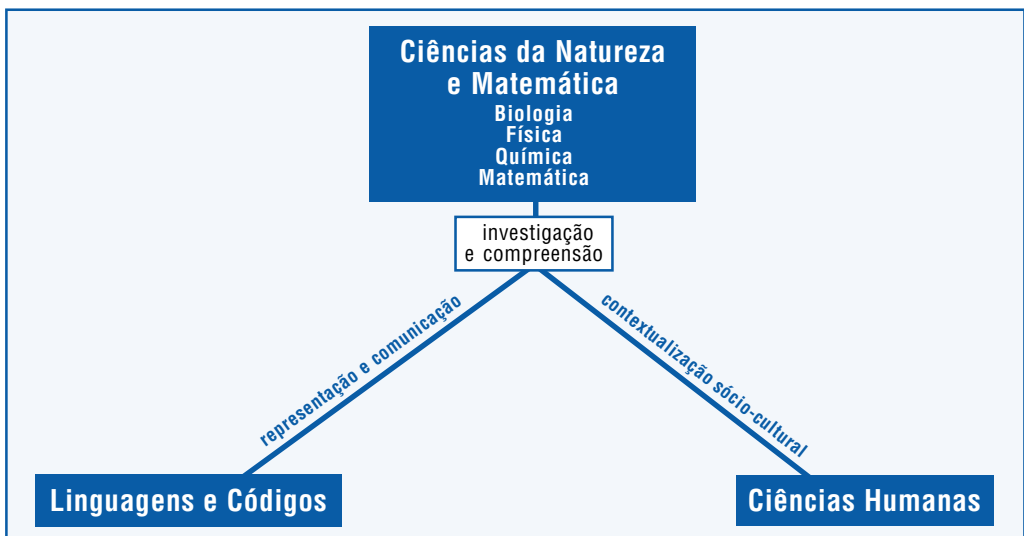 Ciências da Natureza
e Matemática
Biologia
Física
Química
Matemática
investigação
e compreensão
representação e comunicação
contextualização sócio-cultural
Linguagens e Códigos
Ciências Humanas